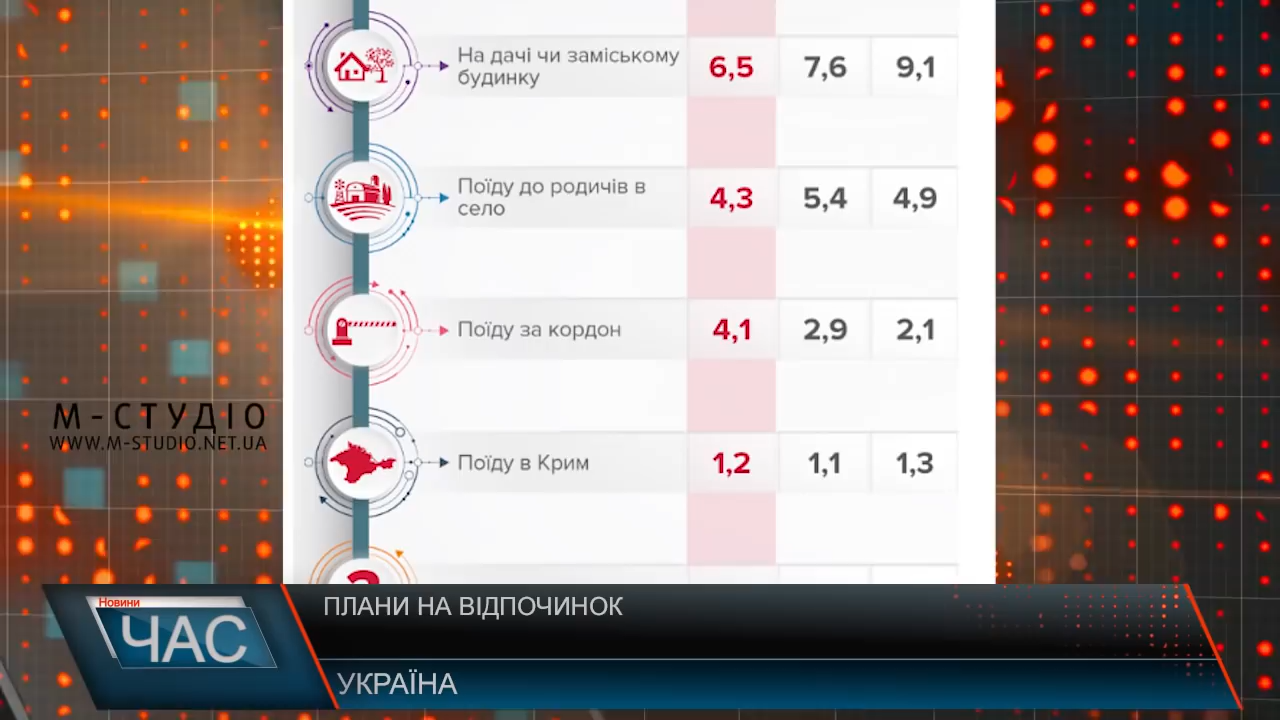 На дачі чи заміському
будинку
6,5 7,6 9,1
Поїду до родичів в
село
4,3 5,4 4,9
Поїду за кордон 4,1 2,9 2,1
Поїду в Крим 1,2 1,1 1,3
М-СТУДІО
WWW.M-STUDIO.NET.UA
Новини
ЧАС
ПЛАНИ НА ВІДПОЧИНОК
УКРАЇНА